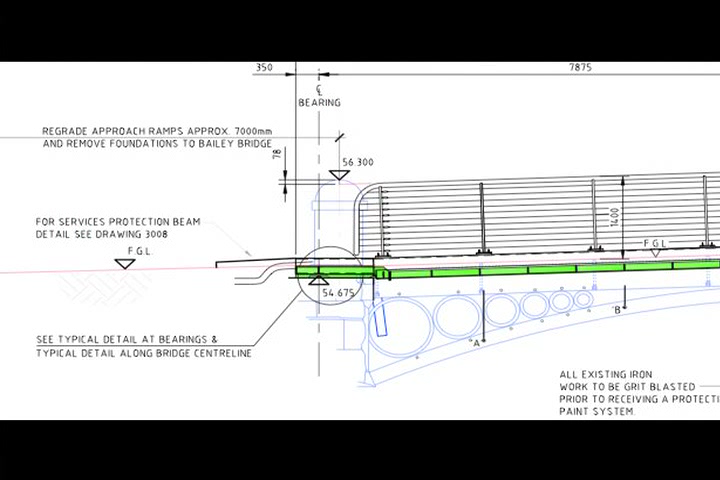 350
7875
C
L
BEARING
REGRADE APPROACH RAMPS APPROX. 7000mm
AND REMOVE FOUNDATIONS TO BAILEY BRIDGE
78
56.300
1400
FOR SERVICES PROTECTION BEAM
DETAIL SEE DRAWING 3008
F.G.L.
F.G.L.
54.675
"A"
"B"
SEE TYPICAL DETAIL AT BEARINGS &
TYPICAL DETAIL ALONG BRIDGE CENTRELINE
ALL EXISTING IRON
WORK TO BE GRIT BLASTED
PRIOR TO RECEIVING A PROTECTI
PAINT SYSTEM.